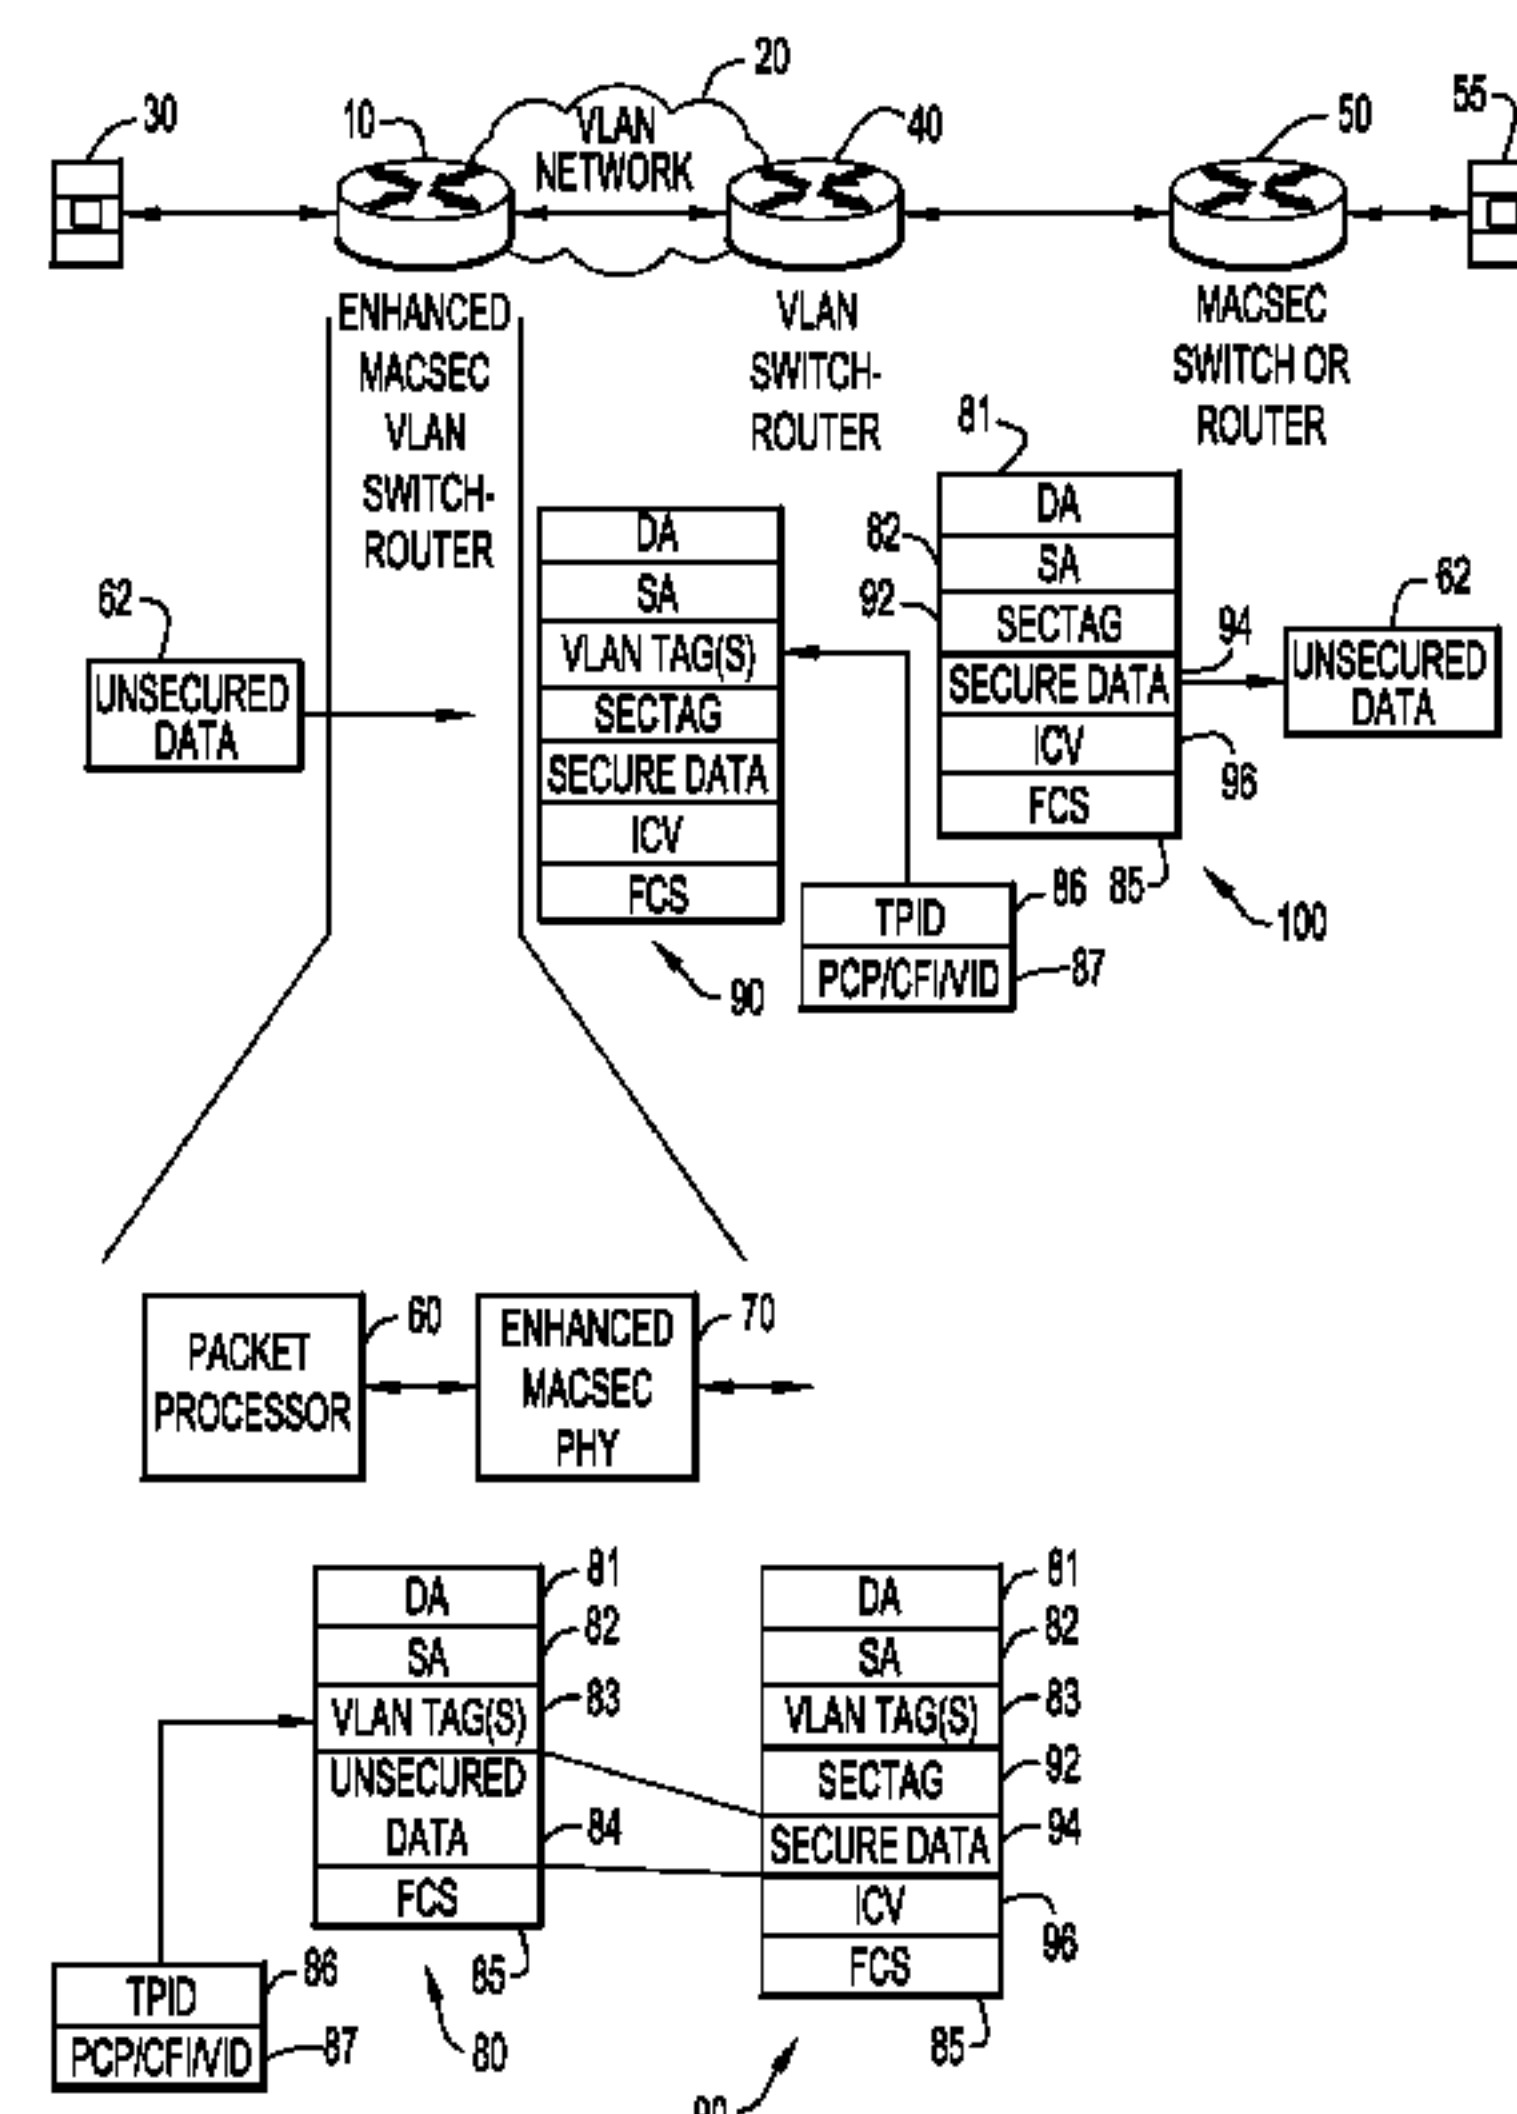 20
30
10
40
50
55
VLAN
NETWORK
ENHANCED
MACSEC
VLAN
SWITCH-
ROUTER
VLAN
SWITCH-
ROUTER
MACSEC
SWITCH OR
ROUTER
62
UNSECURED
DATA
DA
SA
VLAN TAG(S)
SECTAG
SECURE DATA
ICV
FCS
90
81
82
92
DA
SA
SECTAG
SECURE DATA
ICV
FCS
94
96
85
100
62
UNSECURED
DATA
TPID
PCP/CFI/VID
86
87
PACKET
PROCESSOR
60
ENHANCED
MACSEC
PHY
70
DA
SA
VLAN TAG(S)
UNSECURED
DATA
FCS
81
82
83
84
85
80
TPID
PCP/CFI/VID
86
87
DA
SA
VLAN TAG(S)
SECTAG
SECURE DATA
ICV
FCS
81
82
83
92
94
96
85